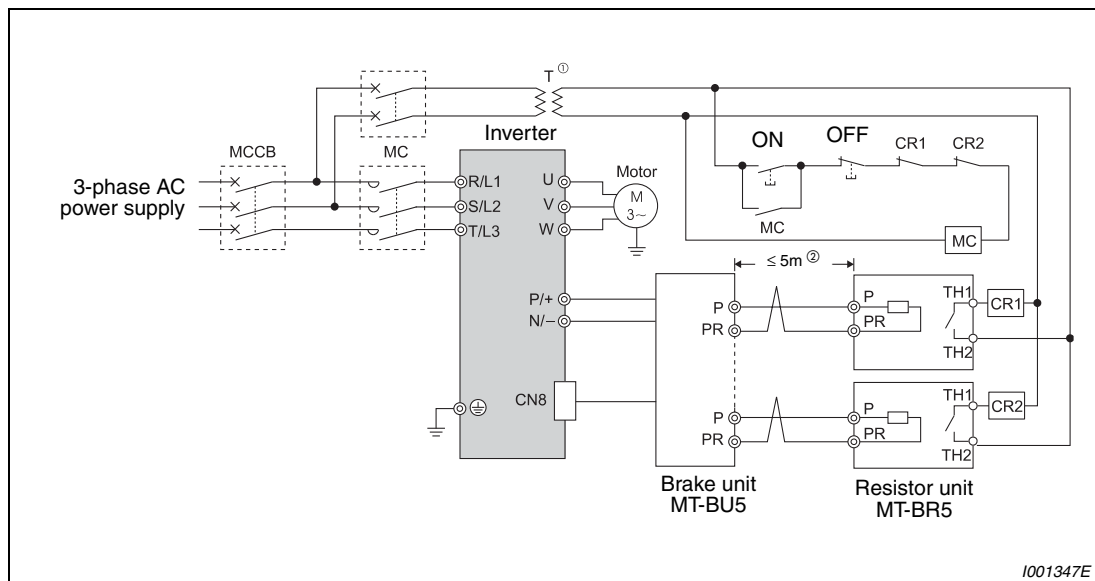 T ①
Inverter
ON
OFF
CR1
CR2
MCCB
MC
3-phase AC
power supply
R/L1
S/L2
T/L3
U
V
W
Motor
M
3~
MC
MC
≤ 5m ②
P/+
N/−
P
PR
P
PR
TH1
CR1
TH2
CN8
P
PR
P
PR
TH1
CR2
TH2
Brake unit
MT-BU5
Resistor unit
MT-BR5
I001347E